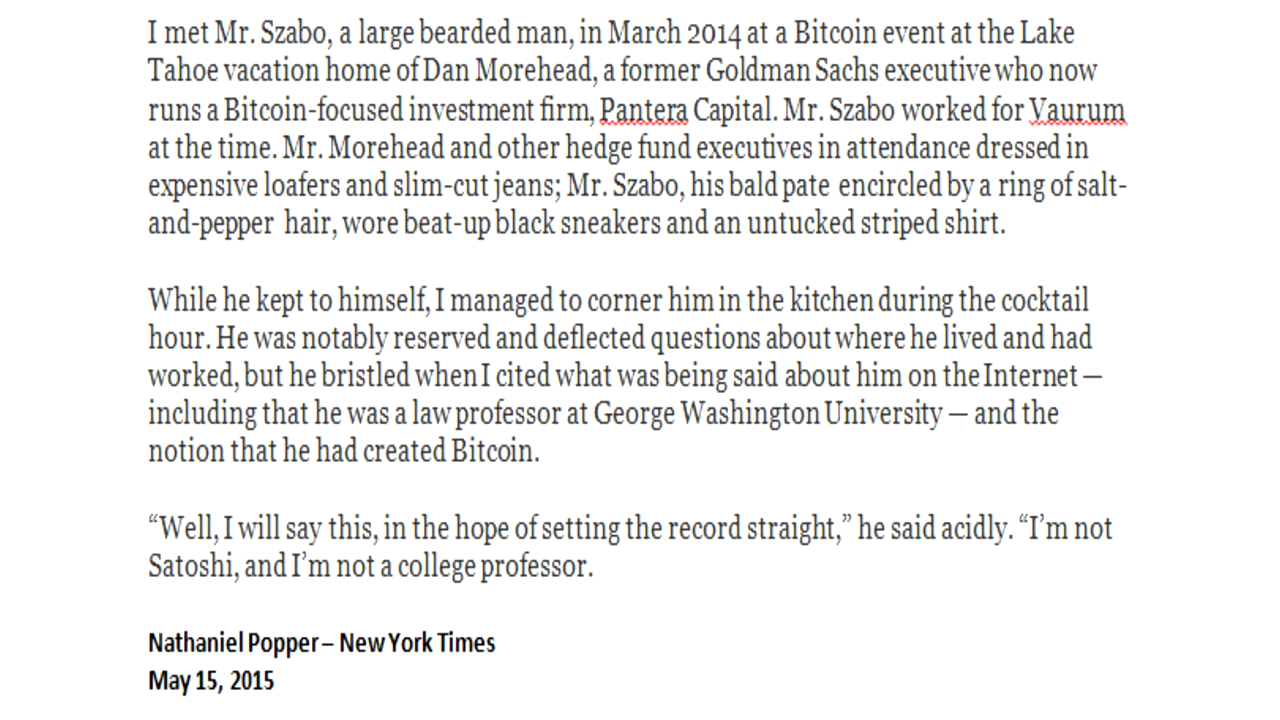 I met Mr. Szabo, a large bearded man, in March 2014 at a Bitcoin event at the Lake
Tahoe vacation home of Dan Morehead, a former Goldman Sachs executive who now
runs a Bitcoin-focused investment firm, Pantera Capital. Mr. Szabo worked for Vaurum
at the time. Mr. Morehead and other hedge fund executives in attendance dressed in
expensive loafers and slim-cut jeans; Mr. Szabo, his bald pate encircled by a ring of salt-
and-pepper hair, wore beat-up black sneakers and an untucked striped shirt.
While he kept to himself, I managed to corner him in the kitchen during the cocktail
hour. He was notably reserved and deflected questions about where he lived and had
worked, but he bristled when I cited what was being said about him on the Internet —
including that he was a law professor at George Washington University — and the
notion that he had created Bitcoin.
“Well, I will say this, in the hope of setting the record straight,” he said acidly. “I’m not
Satoshi, and I’m not a college professor.
Nathaniel Popper – New York Times
May 15, 2015